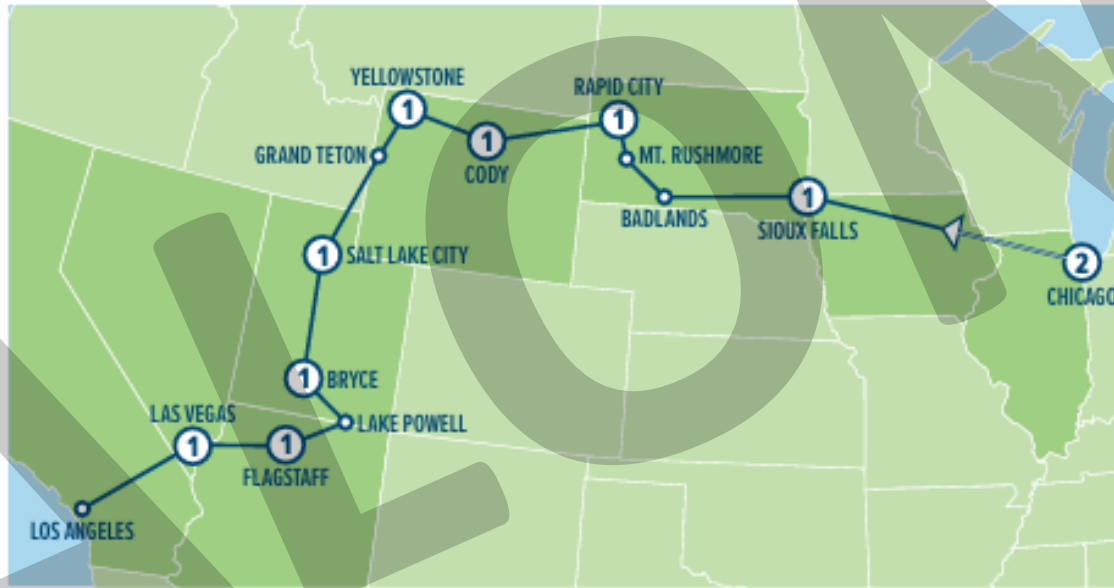 YELLOWSTONE
1
RAPID CITY
1
1
CODY
GRAND TETON
MT. RUSHMORE
BADLANDS
1
SIOUX FALLS
1
SALT LAKE CITY
2
CHICAGO
1
BRYCE
LAS VEGAS
1
LAKE POWELL
1
FLAGSTAFF
LOS ANGELES